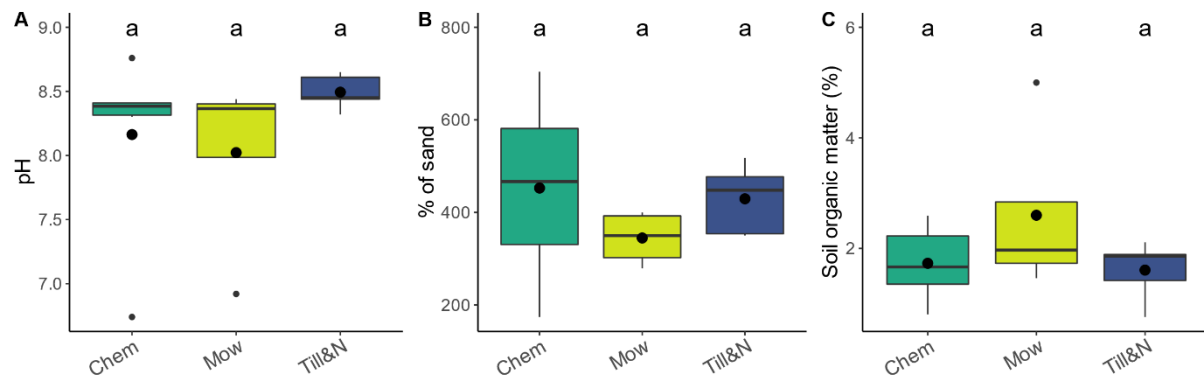 A
a a a
pH
9.0
8.5
8.0
7.5
7.0
Chem Mow Till&N
B
a a a
% of sand
800
600
400
200
Chem Mow Till&N
C
a a a
Soil organic matter (%)
6
4
2
Chem Mow Till&N